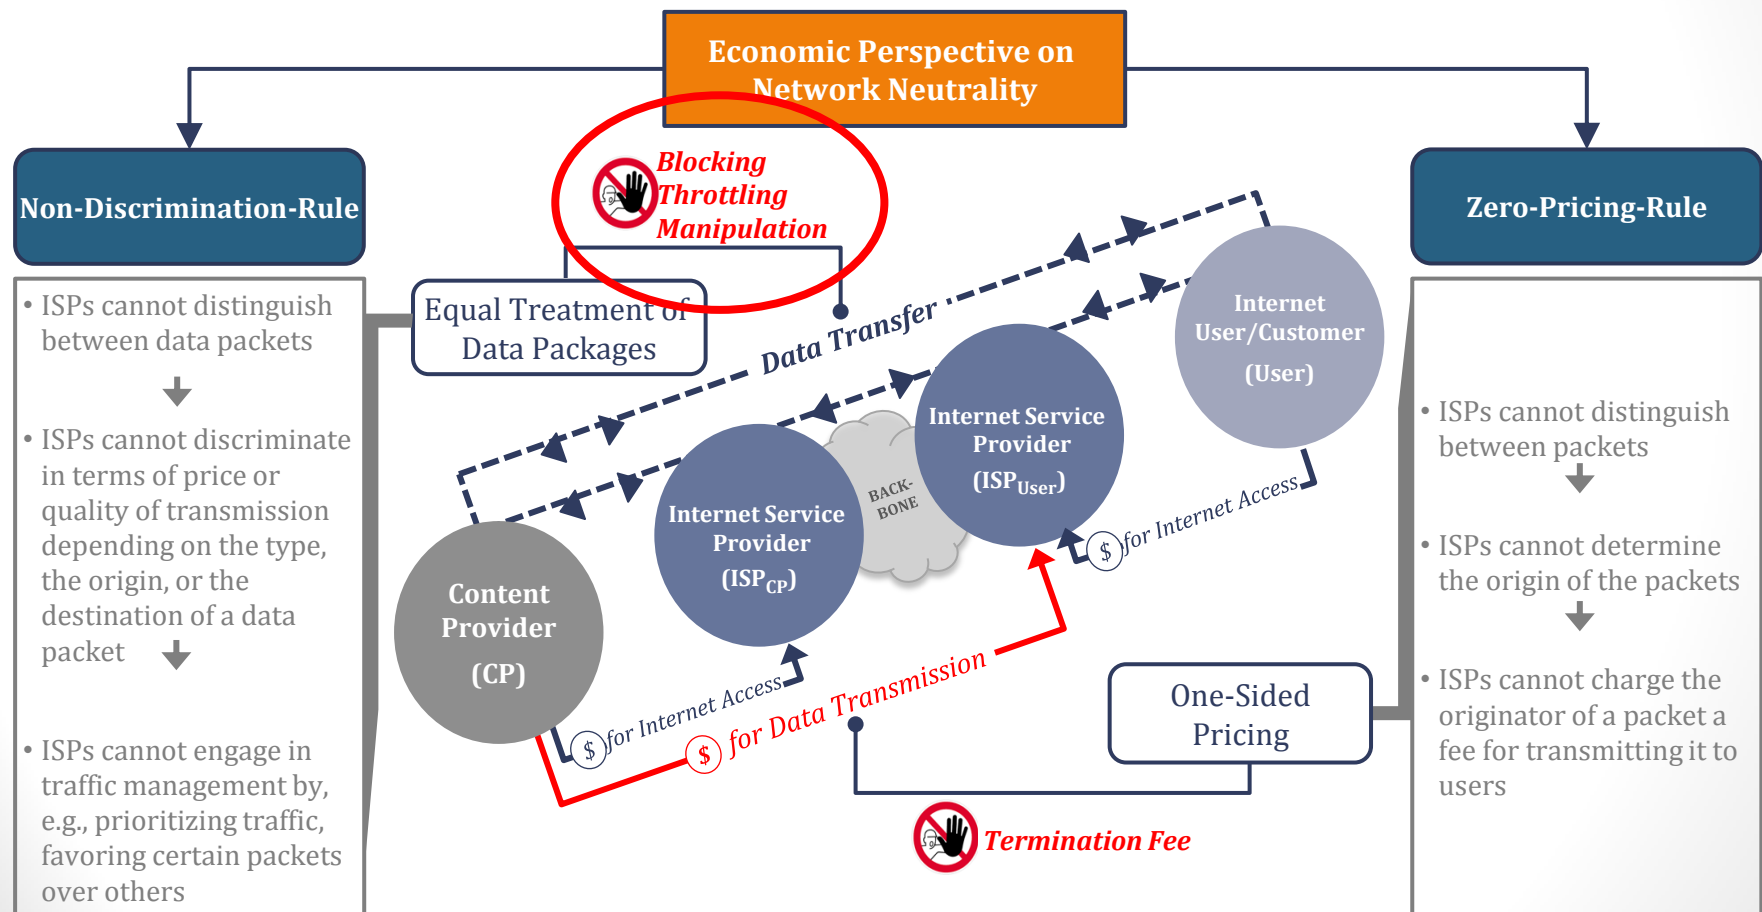 Economic Perspective on
Network Neutrality
Non-Discrimination-Rule
• ISPs cannot distinguish
between data packets
• ISPs cannot discriminate
in terms of price or
quality of transmission
depending on the type,
the origin, or the
destination of a data
packet
• ISPs cannot engage in
traffic management by,
e.g., prioritizing traffic,
favoring certain packets
over others
Blocking
Throttling
Manipulation
Equal Treatment of
Data Packages
Data Transfer
Content
Provider
(CP)
Internet Service
Provider
(ISPCP)
BACK-
BONE
Internet Service
Provider
(ISPUser)
Internet
User/Customer
(User)
$ for Internet Access
$ for Data Transmission
$ for Internet Access
One-Sided
Pricing
Termination Fee
Zero-Pricing-Rule
• ISPs cannot distinguish
between packets
• ISPs cannot determine
the origin of the packets
• ISPs cannot charge the
originator of a packet a
fee for transmitting it to
users